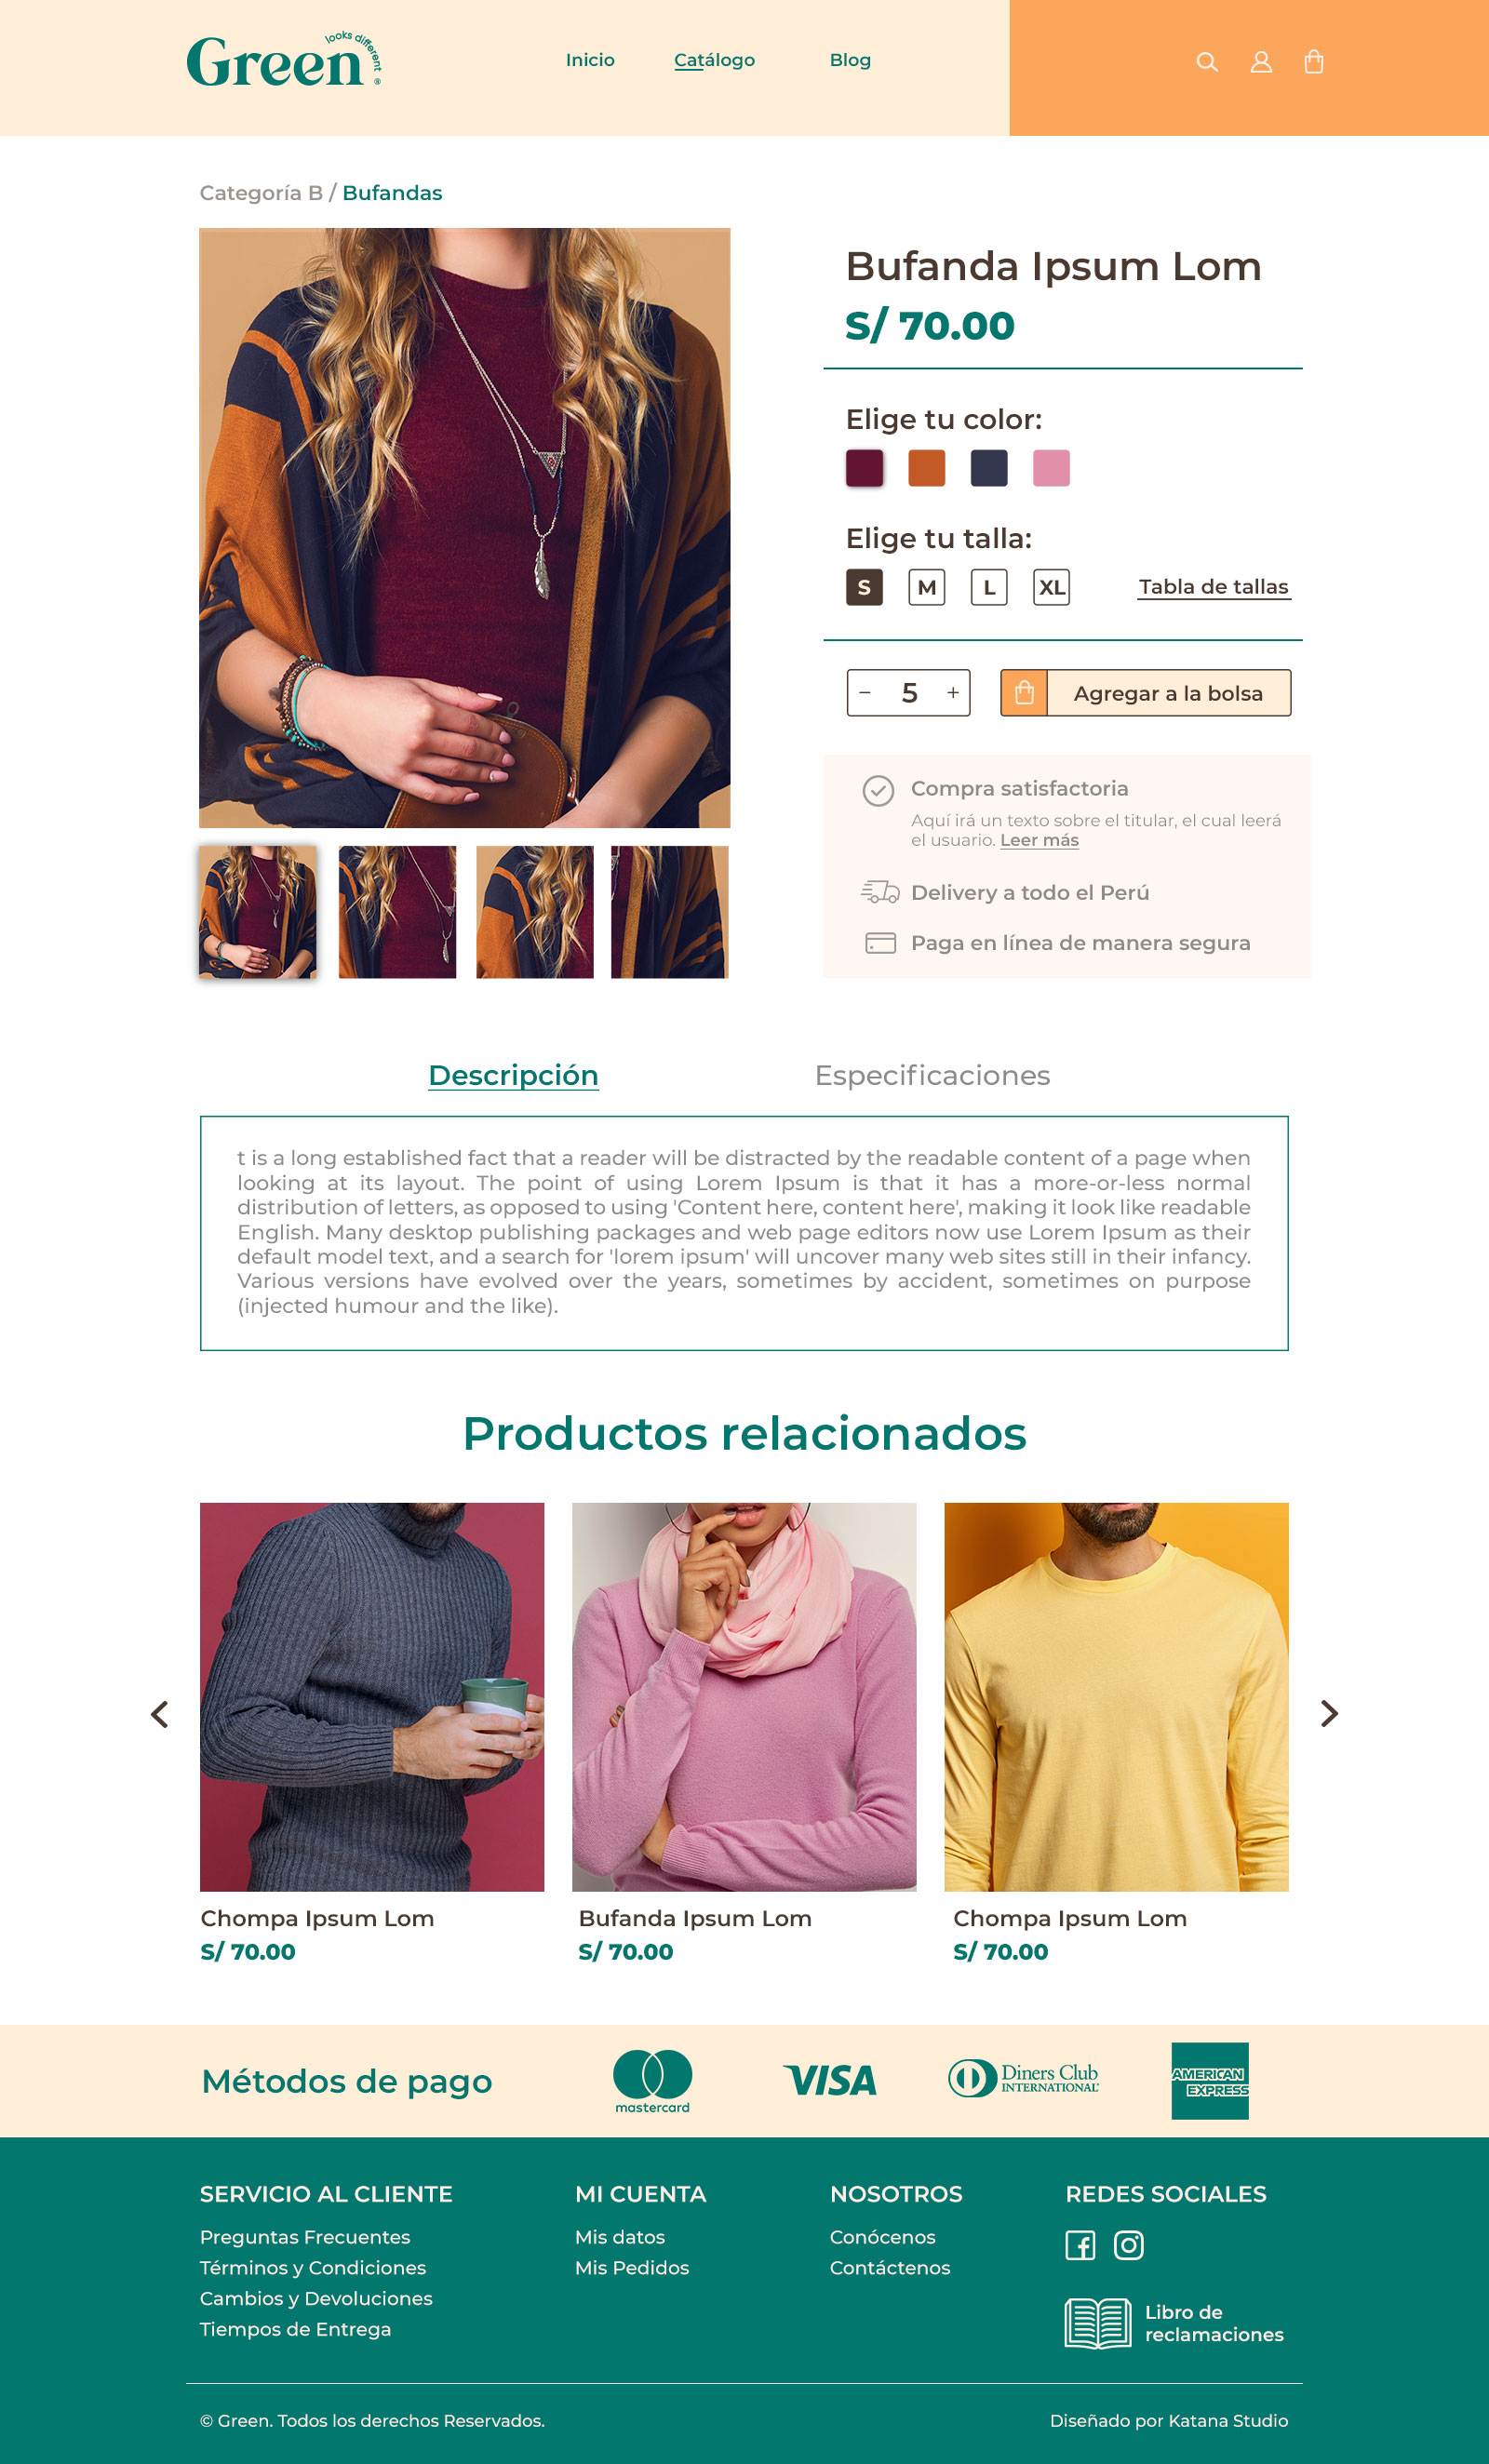 Green looks different ®
Inicio Catálogo Blog
Categoría B / Bufandas
Bufanda Ipsum Lom
S/ 70.00
Elige tu color:
Elige tu talla:
S M L XL Tabla de tallas
− 5 + Agregar a la bolsa
Compra satisfactoria
Aquí irá un texto sobre el titular, el cual leerá
el usuario. Leer más
Delivery a todo el Perú
Paga en línea de manera segura
Descripción Especificaciones
t is a long established fact that a reader will be distracted by the readable content of a page when
looking at its layout. The point of using Lorem Ipsum is that it has a more-or-less normal
distribution of letters, as opposed to using 'Content here, content here', making it look like readable
English. Many desktop publishing packages and web page editors now use Lorem Ipsum as their
default model text, and a search for 'lorem ipsum' will uncover many web sites still in their infancy.
Various versions have evolved over the years, sometimes by accident, sometimes on purpose
(injected humour and the like).
Productos relacionados
Chompa Ipsum Lom
S/ 70.00
Bufanda Ipsum Lom
S/ 70.00
Chompa Ipsum Lom
S/ 70.00
Métodos de pago
mastercard
VISA
Diners Club
INTERNATIONAL
AMERICAN
EXPRESS
SERVICIO AL CLIENTE
Preguntas Frecuentes
Términos y Condiciones
Cambios y Devoluciones
Tiempos de Entrega
MI CUENTA
Mis datos
Mis Pedidos
NOSOTROS
Conócenos
Contáctenos
REDES SOCIALES
Libro de
reclamaciones
© Green. Todos los derechos Reservados.
Diseñado por Katana Studio